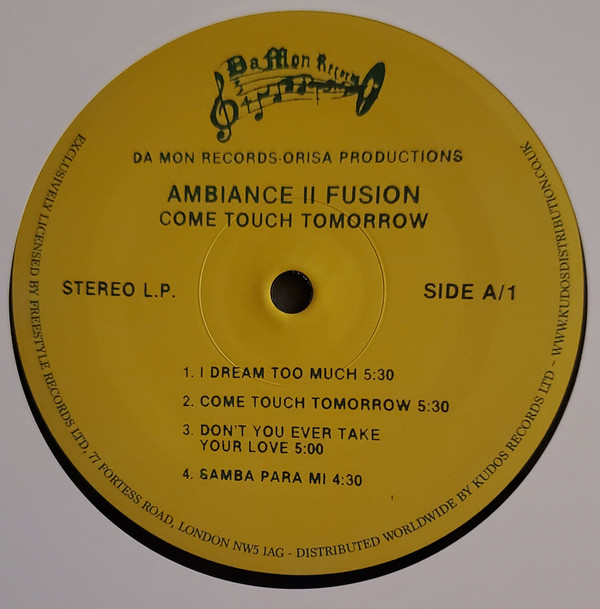 Da Mon Record
DA MON RECORDS-ORISA PRODUCTIONS
AMBIANCE II FUSION
COME TOUCH TOMORROW
STEREO L.P.
SIDE A/1
1. I DREAM TOO MUCH 5:30
2. COME TOUCH TOMORROW 5:30
3. DON'T YOU EVER TAKE
YOUR LOVE 5:00
4. SAMBA PARA MI 4:30
EXCLUSIVELY LICENSED BY FREESTYLE RECORDS LTD, 77 FORTESS ROAD, LONDON NW5 1AG - DISTRIBUTED WORLDWIDE BY KUDOS RECORDS LTD ~ WWW.KUDOSDISTRIBUTION.CO.UK